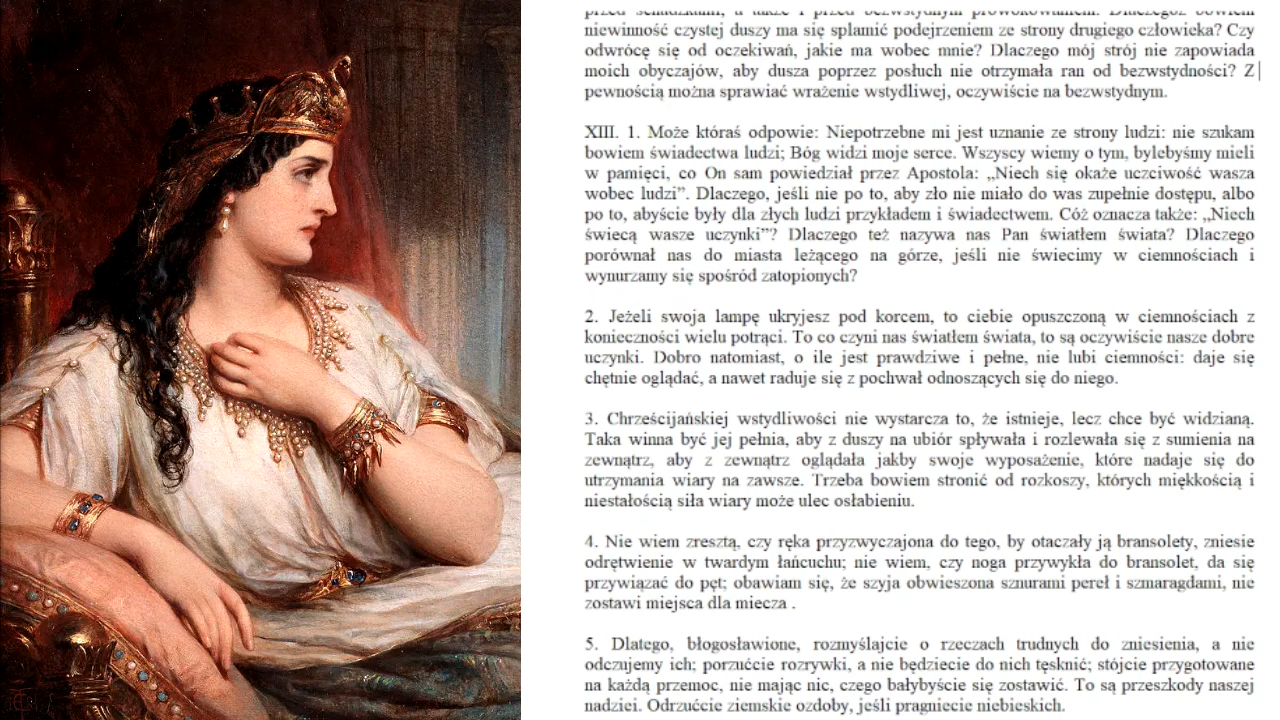 przed schadzkami, a także i przed bezwstydnym prowokowaniem. Dlaczegóż bowiem
niewinność czystej duszy ma się splamić podejrzeniem ze strony drugiego człowieka? Czy
odwrócę się od oczekiwań, jakie ma wobec mnie? Dlaczego mój strój nie zapowiada
moich obyczajów, aby dusza poprzez posłuch nie otrzymała ran od bezwstydności? Z
pewnością można sprawiać wrażenie wstydliwej, oczywiście na bezwstydnym.
XIII. 1. Może któraś odpowie: Niepotrzebne mi jest uznanie ze strony ludzi: nie szukam
bowiem świadectwa ludzi; Bóg widzi moje serce. Wszyscy wiemy o tym, bylebyśmy mieli
w pamięci, co On sam powiedział przez Apostola: „Niech się okaże uczciwość wasza
wobec ludzi”. Dlaczego, jeśli nie po to, aby zło nie miało do was zupełnie dostępu, albo
po to, abyście były dla złych ludzi przykładem i świadectwem. Cóż oznacza także: „Niech
świecą wasze uczynki”? Dlaczego też nazywa nas Pan światłem świata? Dlaczego
porównał nas do miasta leżącego na górze, jeśli nie świecimy w ciemnościach i
wynurzamy się spośród zatopionych?
2. Jeżeli swoja lampę ukryjesz pod korcem, to ciebie opuszczoną w ciemnościach z
konieczności wielu potrąci. To co czyni nas światłem świata, to są oczywiście nasze dobre
uczynki. Dobro natomiast, o ile jest prawdziwe i pełne, nie lubi ciemności: daje się
chętnie oglądać, a nawet raduje się z pochwał odnoszących się do niego.
3. Chrześcijańskiej wstydliwości nie wystarcza to, że istnieje, lecz chce być widzianą.
Taka winna być jej pełnia, aby z duszy na ubiór spływała i rozlewała się z sumienia na
zewnątrz, aby z zewnątrz oglądała jakby swoje wyposażenie, które nadaje się do
utrzymania wiary na zawsze. Trzeba bowiem stronić od rozkoszy, których miękkością i
niestałością siła wiary może ulec osłabieniu.
4. Nie wiem zresztą, czy ręka przyzwyczajona do tego, by otaczały ją bransolety, zniesie
odrętwienie w twardym łańcuchu; nie wiem, czy noga przywykła do bransolet, da się
przywiązać do pęt; obawiam się, że szyja obwieszona sznurami pereł i szmaragdami, nie
zostawi miejsca dla miecza .
5. Dlatego, błogosławione, rozmyślajcie o rzeczach trudnych do zniesienia, a nie
odczujemy ich; porzućcie rozrywki, a nie będziecie do nich tęsknić; stójcie przygotowane
na każdą przemoc, nie mając nic, czego bałybyście się zostawić. To są przeszkody naszej
nadziei. Odrzućcie ziemskie ozdoby, jeśli pragniecie niebieskich.